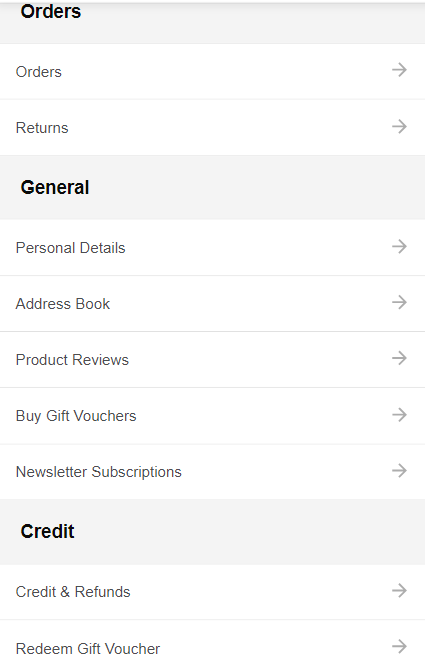 Orders
Orders
Returns
General
Personal Details
Address Book
Product Reviews
Buy Gift Vouchers
Newsletter Subscriptions
Credit
Credit & Refunds
Redeem Gift Voucher